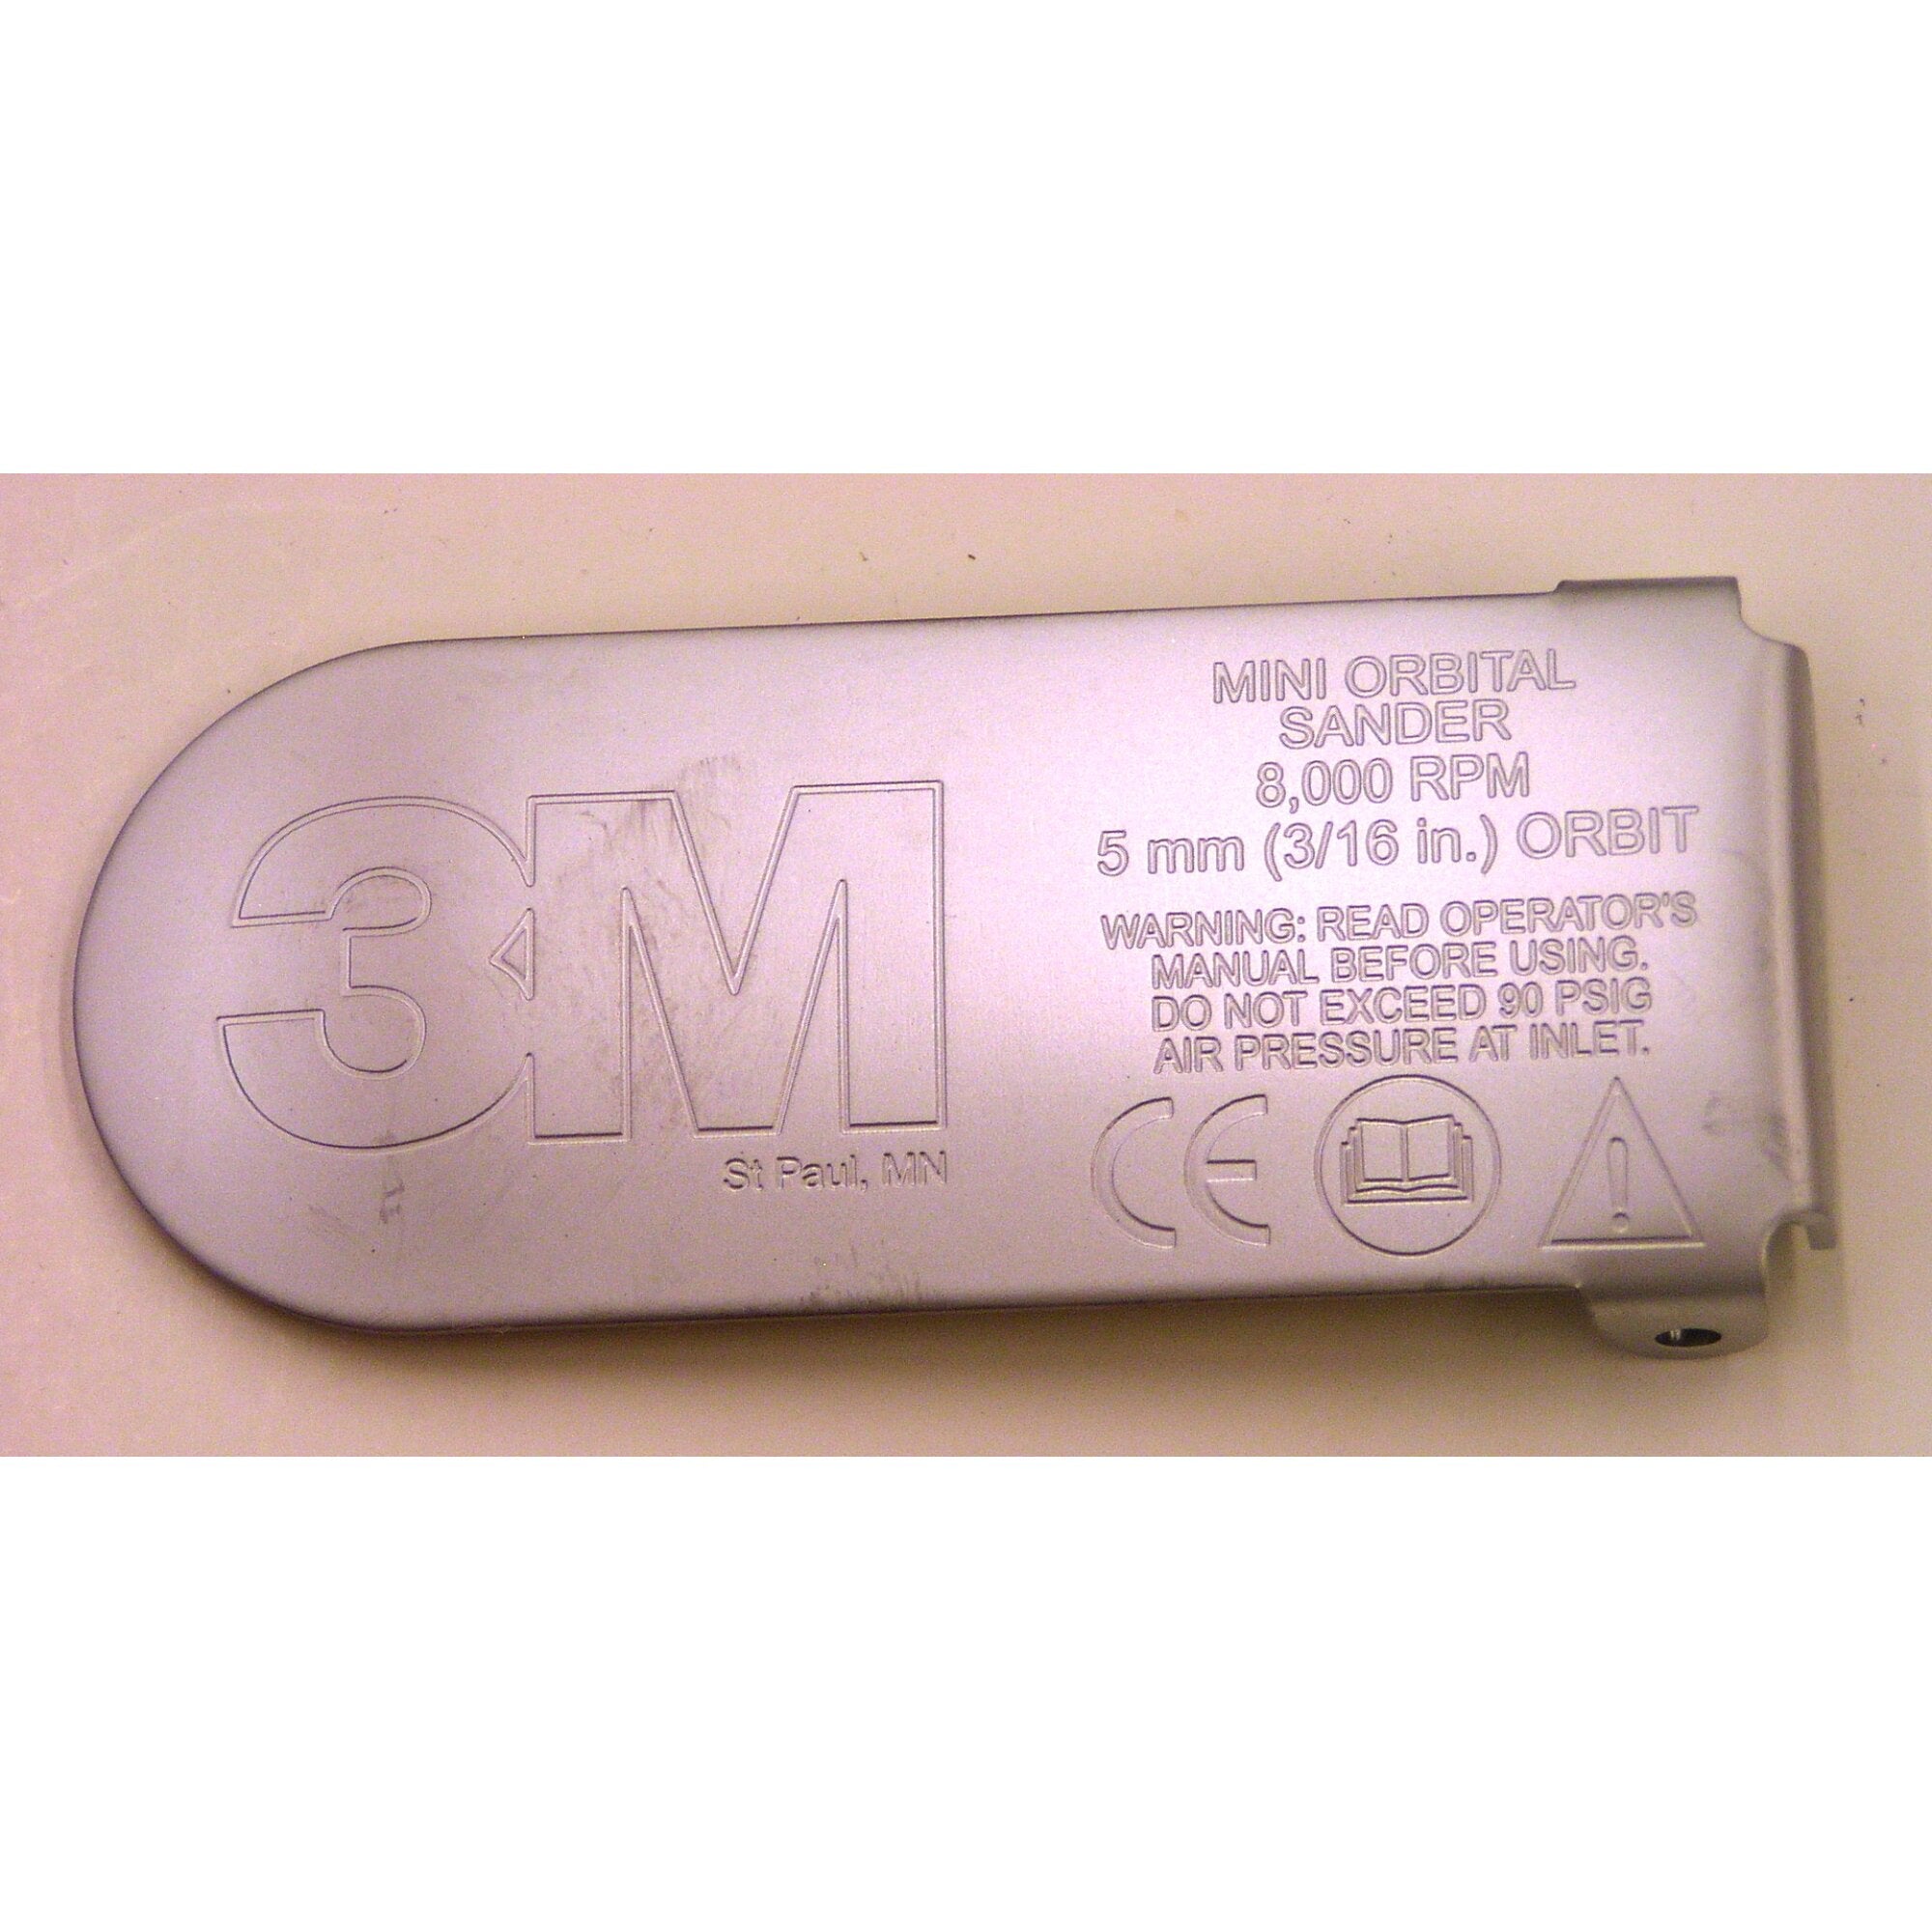 3M
St Paul, MN
MINI ORBITAL
SANDER
8,000 RPM
5 mm (3/16 in.) ORBIT
WARNING: READ OPERATOR'S
MANUAL BEFORE USING.
DO NOT EXCEED 90 PSIG
AIR PRESSURE AT INLET.
CE